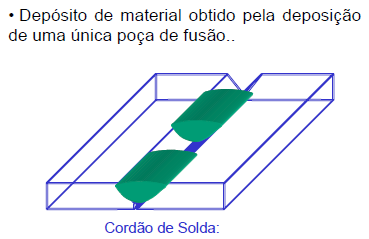 • Depósito de material obtido pela deposição
de uma única poça de fusão..
Cordão de Solda: